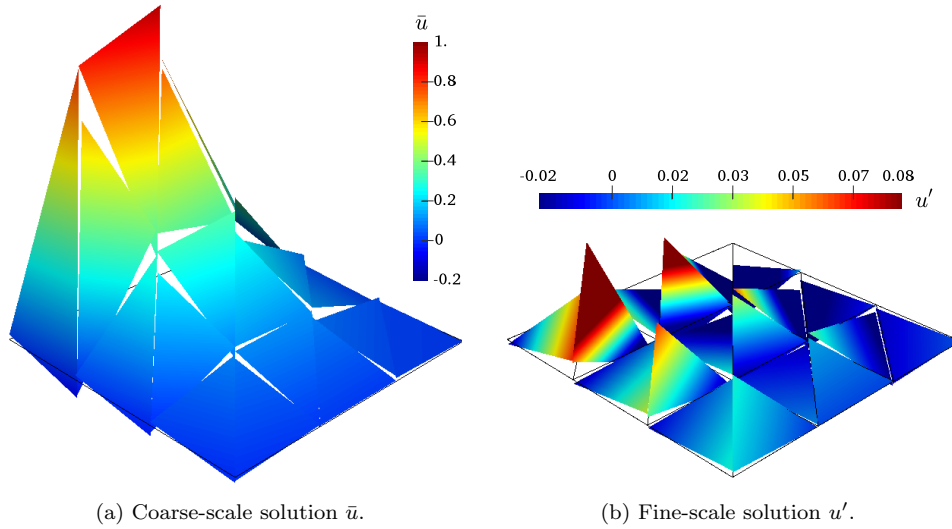 ū
1.
0.8
0.6
0.4
0.2
0
-0.2
-0.02 0 0.02 0.03 0.05 0.07 0.08
u′
(a) Coarse-scale solution ū.
(b) Fine-scale solution u′.